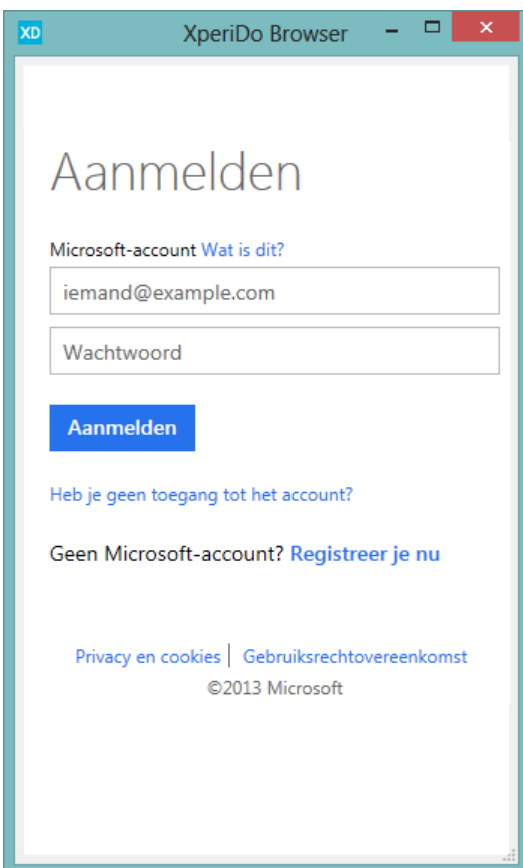 XD XperiDo Browser
Aanmelden
Microsoft-account Wat is dit?
iemand@example.com
Wachtwoord
Aanmelden
Heb je geen toegang tot het account?
Geen Microsoft-account? Registreer je nu
Privacy en cookies | Gebruiksrechtovereenkomst
©2013 Microsoft